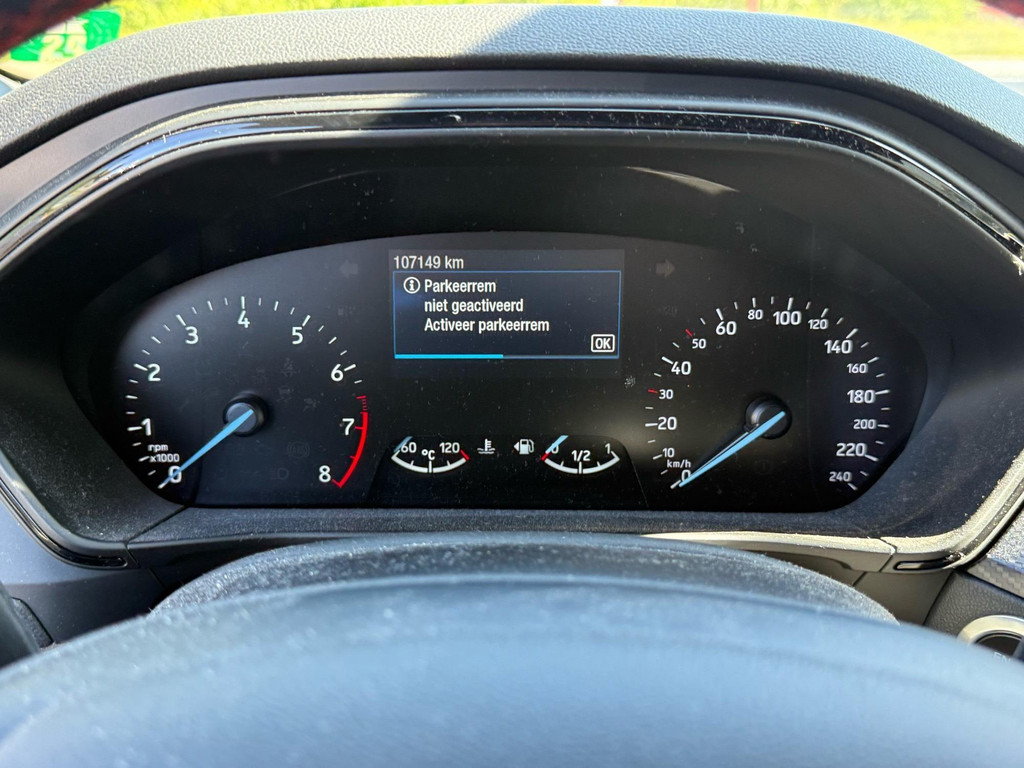 25
107149 km
Parkeerrem
niet geactiveerd
Activeer parkeerrem
OK
0 1 2 3 4 5 6 7 8
rpm
x1000
60 °C 120
0 1/2 1
0 10 20 30 40 50 60 80 100 120 140 160 180 200 220 240
km/h